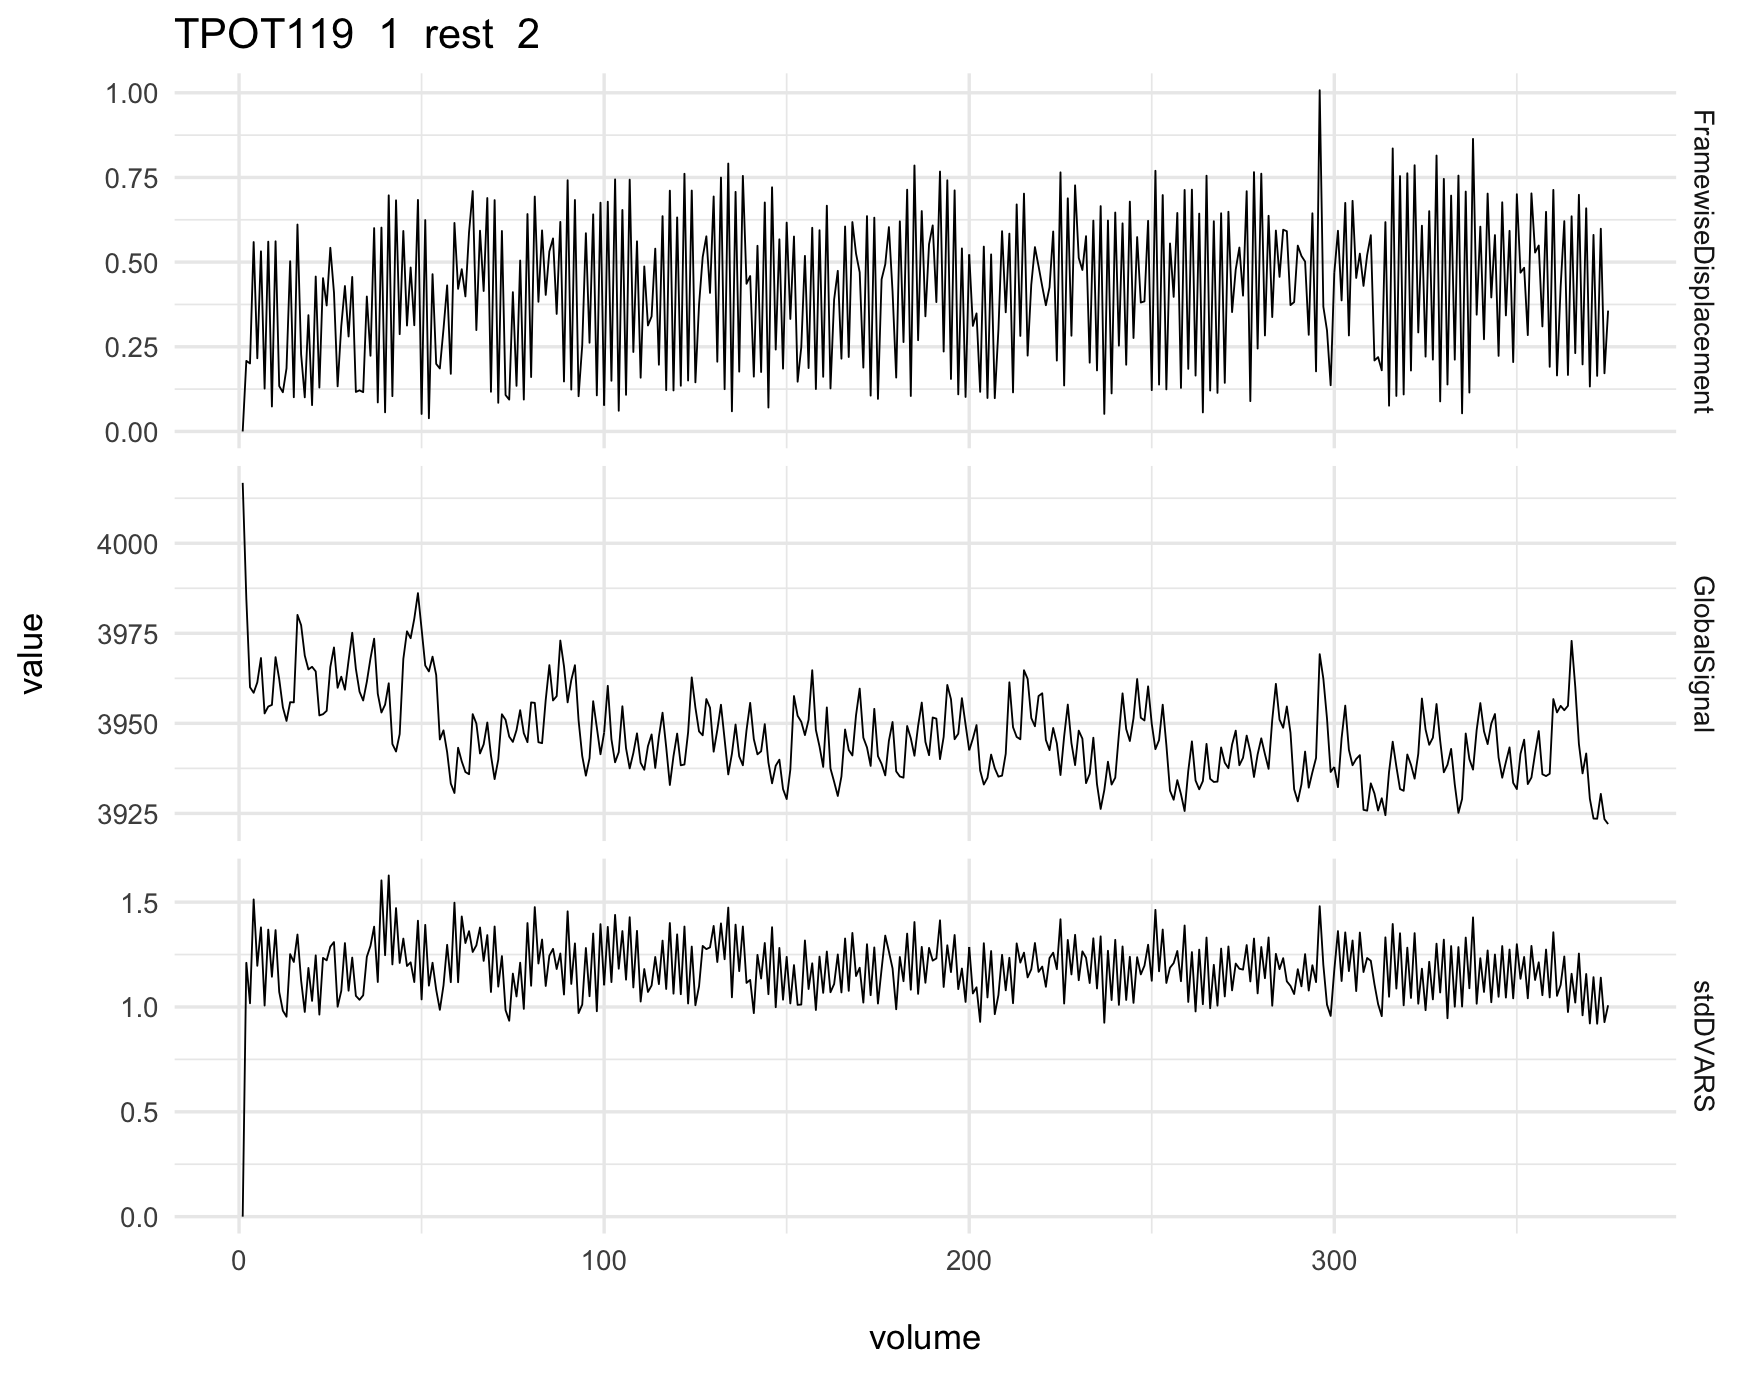 TPOT119 1 rest 2
1.00
0.75
0.50
0.25
0.00
FramewiseDisplacement
4000
3975
3950
3925
GlobalSignal
value
1.5
1.0
0.5
0.0
stdDVARS
0 100 200 300
volume